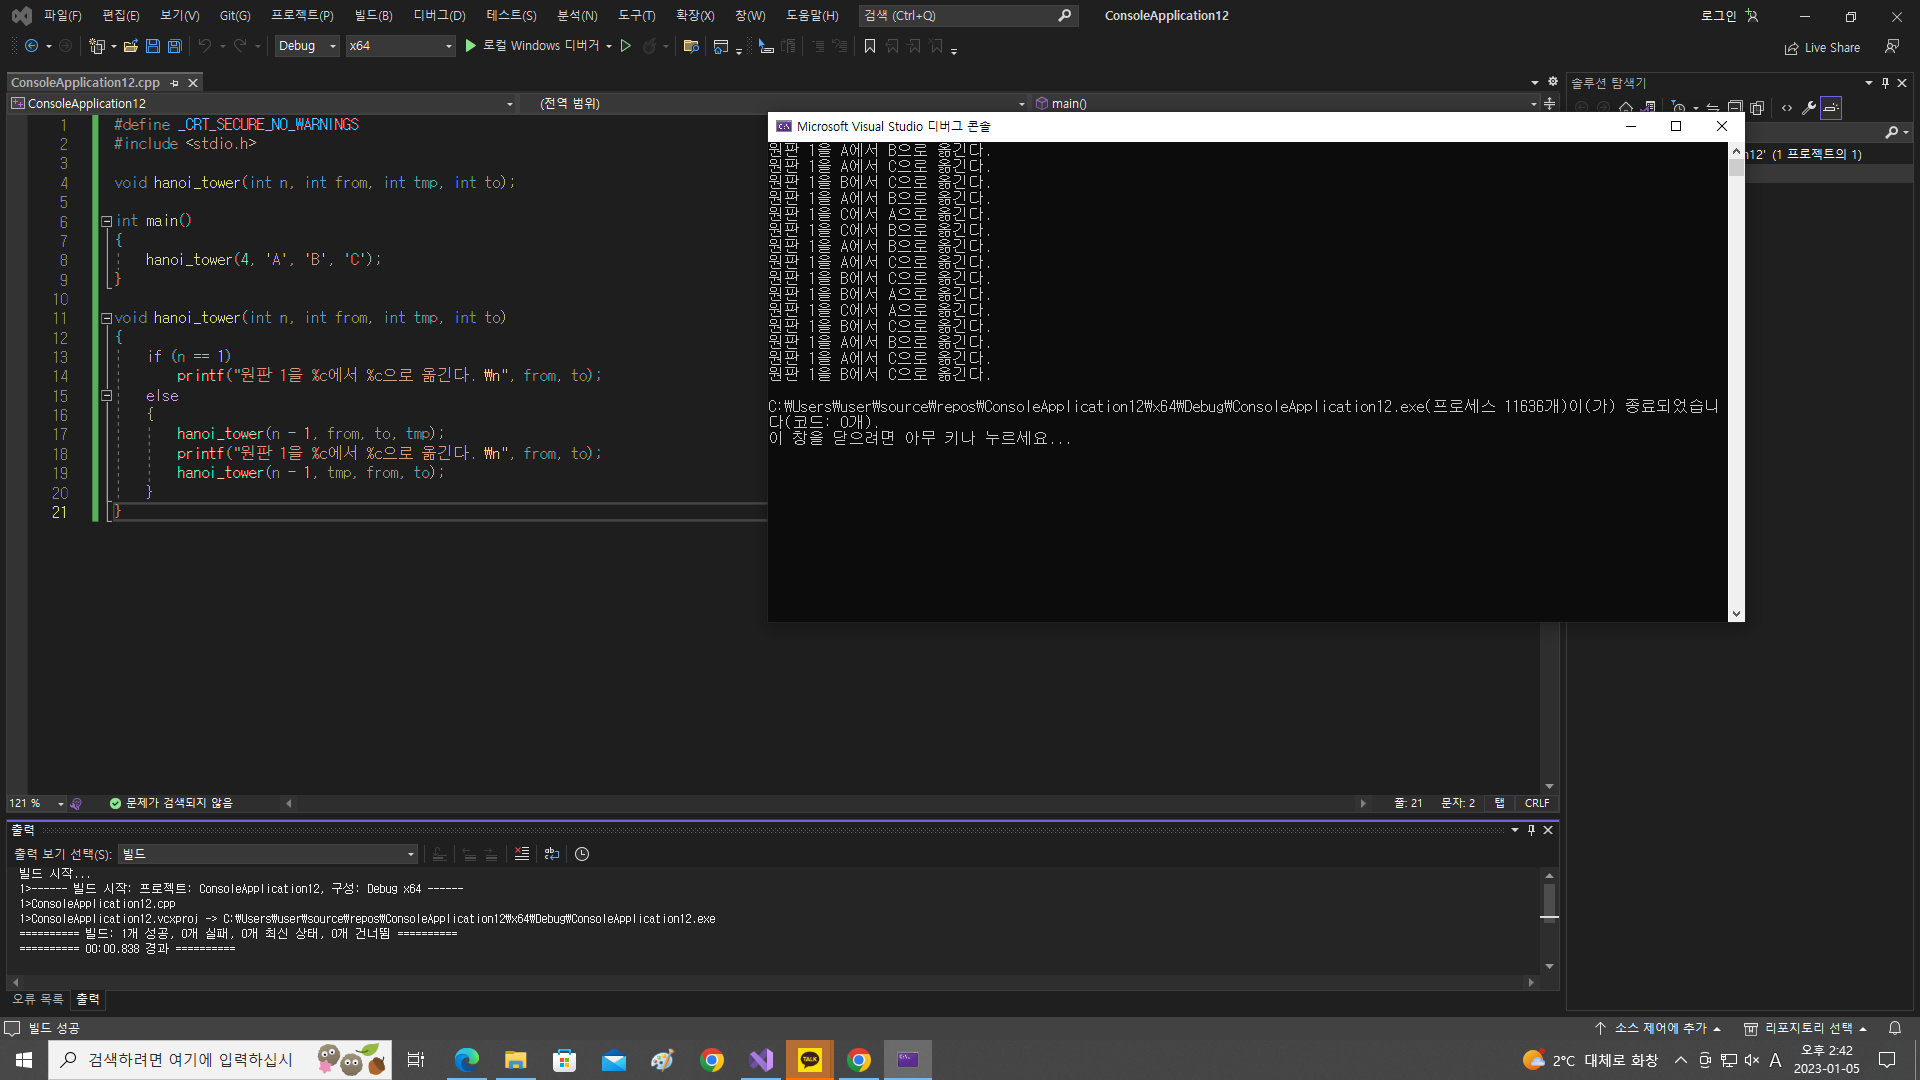 파일(F) 편집(E) 보기(V) Git(G) 프로젝트(P) 빌드(B) 디버그(D) 테스트(S) 분석(N) 도구(T) 확장(X) 창(W) 도움말(H) 검색 (Ctrl+Q) ConsoleApplication12 로그인
Debug x64 로컬 Windows 디버거 Live Share
ConsoleApplication12.cpp 솔루션 탐색기
ConsoleApplication12 (전역 범위) main()
1 #define _CRT_SECURE_NO_WARNINGS
2 #include <stdio.h>
3
4 void hanoi_tower(int n, int from, int tmp, int to);
5
6 int main()
7 {
8 hanoi_tower(4, 'A', 'B', 'C');
9 }
10
11 void hanoi_tower(int n, int from, int tmp, int to)
12 {
13 if (n == 1)
14 printf("원판 1을 %c에서 %c으로 옮긴다. ₩n", from, to);
15 else
16 {
17 hanoi_tower(n - 1, from, to, tmp);
18 printf("원판 1을 %c에서 %c으로 옮긴다. ₩n", from, to);
19 hanoi_tower(n - 1, tmp, from, to);
20 }
21 }
Microsoft Visual Studio 디버그 콘솔
원판 1을 A에서 B으로 옮긴다.
원판 1을 A에서 C으로 옮긴다.
원판 1을 B에서 C으로 옮긴다.
원판 1을 A에서 B으로 옮긴다.
원판 1을 C에서 A으로 옮긴다.
원판 1을 C에서 B으로 옮긴다.
원판 1을 A에서 B으로 옮긴다.
원판 1을 A에서 C으로 옮긴다.
원판 1을 B에서 C으로 옮긴다.
원판 1을 B에서 A으로 옮긴다.
원판 1을 C에서 A으로 옮긴다.
원판 1을 B에서 C으로 옮긴다.
원판 1을 A에서 B으로 옮긴다.
원판 1을 A에서 C으로 옮긴다.
원판 1을 B에서 C으로 옮긴다.
C:₩Users₩user₩source₩repos₩ConsoleApplication12₩x64₩Debug₩ConsoleApplication12.exe(프로세스 11636개)이(가) 종료되었습니
다(코드: 0개).
이 창을 닫으려면 아무 키나 누르세요...
12' (1 프로젝트의 1)
121 % 문제가 검색되지 않음 줄: 21 문자: 2 탭 CRLF
출력
출력 보기 선택(S): 빌드
빌드 시작...
1>------ 빌드 시작: 프로젝트: ConsoleApplication12, 구성: Debug x64 ------
1>ConsoleApplication12.cpp
1>ConsoleApplication12.vcxproj -> C:₩Users₩user₩source₩repos₩ConsoleApplication12₩x64₩Debug₩ConsoleApplication12.exe
========== 빌드: 1개 성공, 0개 실패, 0개 최신 상태, 0개 건너뜀 ==========
========== 00:00.838 경과 ==========
오류 목록 출력
빌드 성공 소스 제어에 추가 리포지토리 선택
검색하려면 여기에 입력하십시 TALK 2°C 대체로 화창 A 오후 2:42
2023-01-05